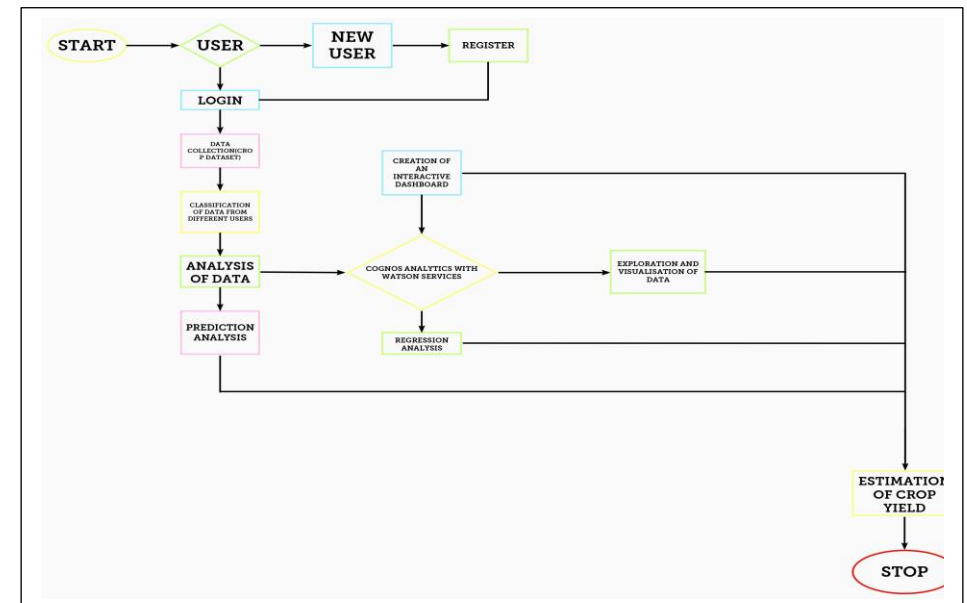 START
USER
NEW
USER
REGISTER
LOGIN
DATA
COLLECTION(CRO
P DATASET)
CREATION OF
AN
INTERACTIVE
DASHBOARD
CLASSIFICATION
OF DATA FROM
DIFFERENT USERS
ANALYSIS
OF DATA
COGNOS ANALYTICS WITH
WATSON SERVICES
EXPLORATION AND
VISUALISATION OF
DATA
PREDICTION
ANALYSIS
REGRESSION
ANALYSIS
ESTIMATION
OF CROP
YIELD
STOP